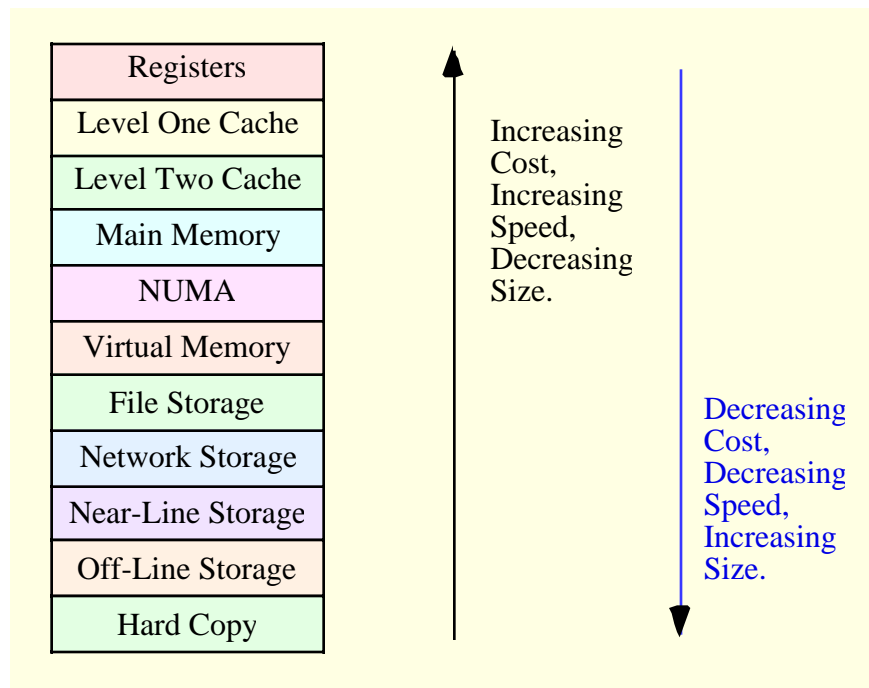 Registers
Level One Cache
Level Two Cache
Main Memory
NUMA
Virtual Memory
File Storage
Network Storage
Near-Line Storage
Off-Line Storage
Hard Copy
Increasing
Cost,
Increasing
Speed,
Decreasing
Size.
Decreasing
Cost,
Decreasing
Speed,
Increasing
Size.